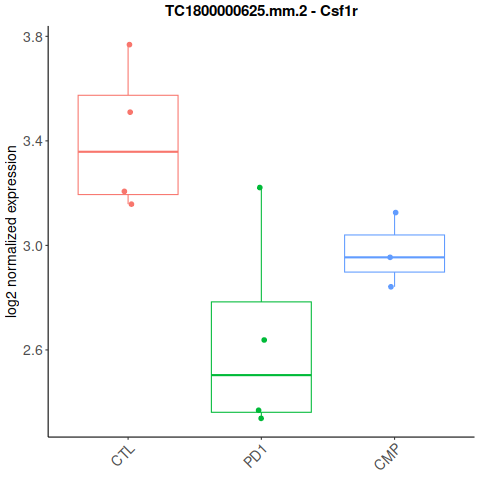 TC1800000625.mm.2 - Csf1r
log2 normalized expression
3.8
3.4
3.0
2.6
CTL
PD1
CMP